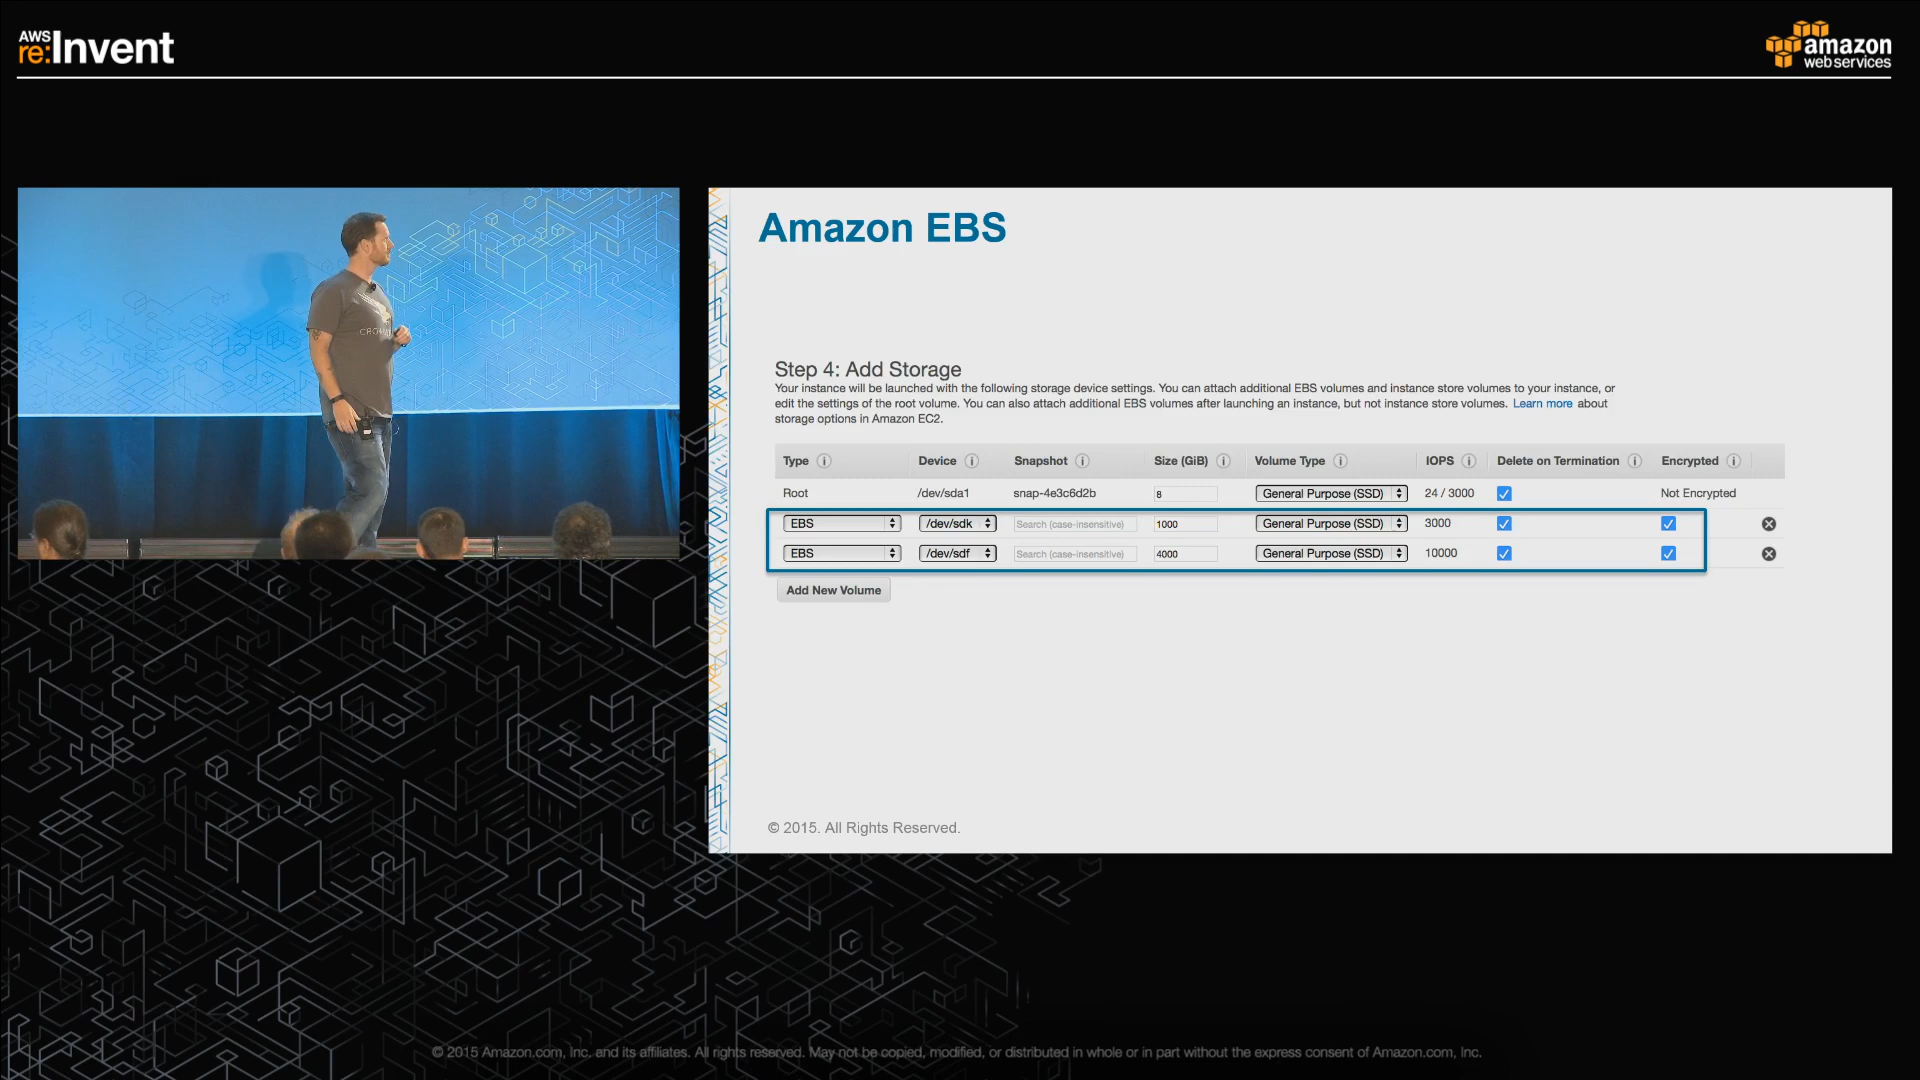 AWS
re:Invent
amazon
web services
Amazon EBS
Step 4: Add Storage
Your instance will be launched with the following storage device settings. You can attach additional EBS volumes and instance store volumes to your instance, or
edit the settings of the root volume. You can also attach additional EBS volumes after launching an instance, but not instance store volumes. Learn more about
storage options in Amazon EC2.
Type i Device i Snapshot i Size (GiB) i Volume Type i IOPS i Delete on Termination i Encrypted i
Root /dev/sda1 snap-4e3c6d2b 8 General Purpose (SSD) 24 / 3000 Not Encrypted
EBS /dev/sdk Search (case-insensitive) 1000 General Purpose (SSD) 3000
EBS /dev/sdf Search (case-insensitive) 4000 General Purpose (SSD) 10000
Add New Volume
© 2015. All Rights Reserved.
© 2015 Amazon.com, Inc. and its affiliates. All rights reserved. May not be copied, modified, or distributed in whole or in part without the express consent of Amazon.com, Inc.